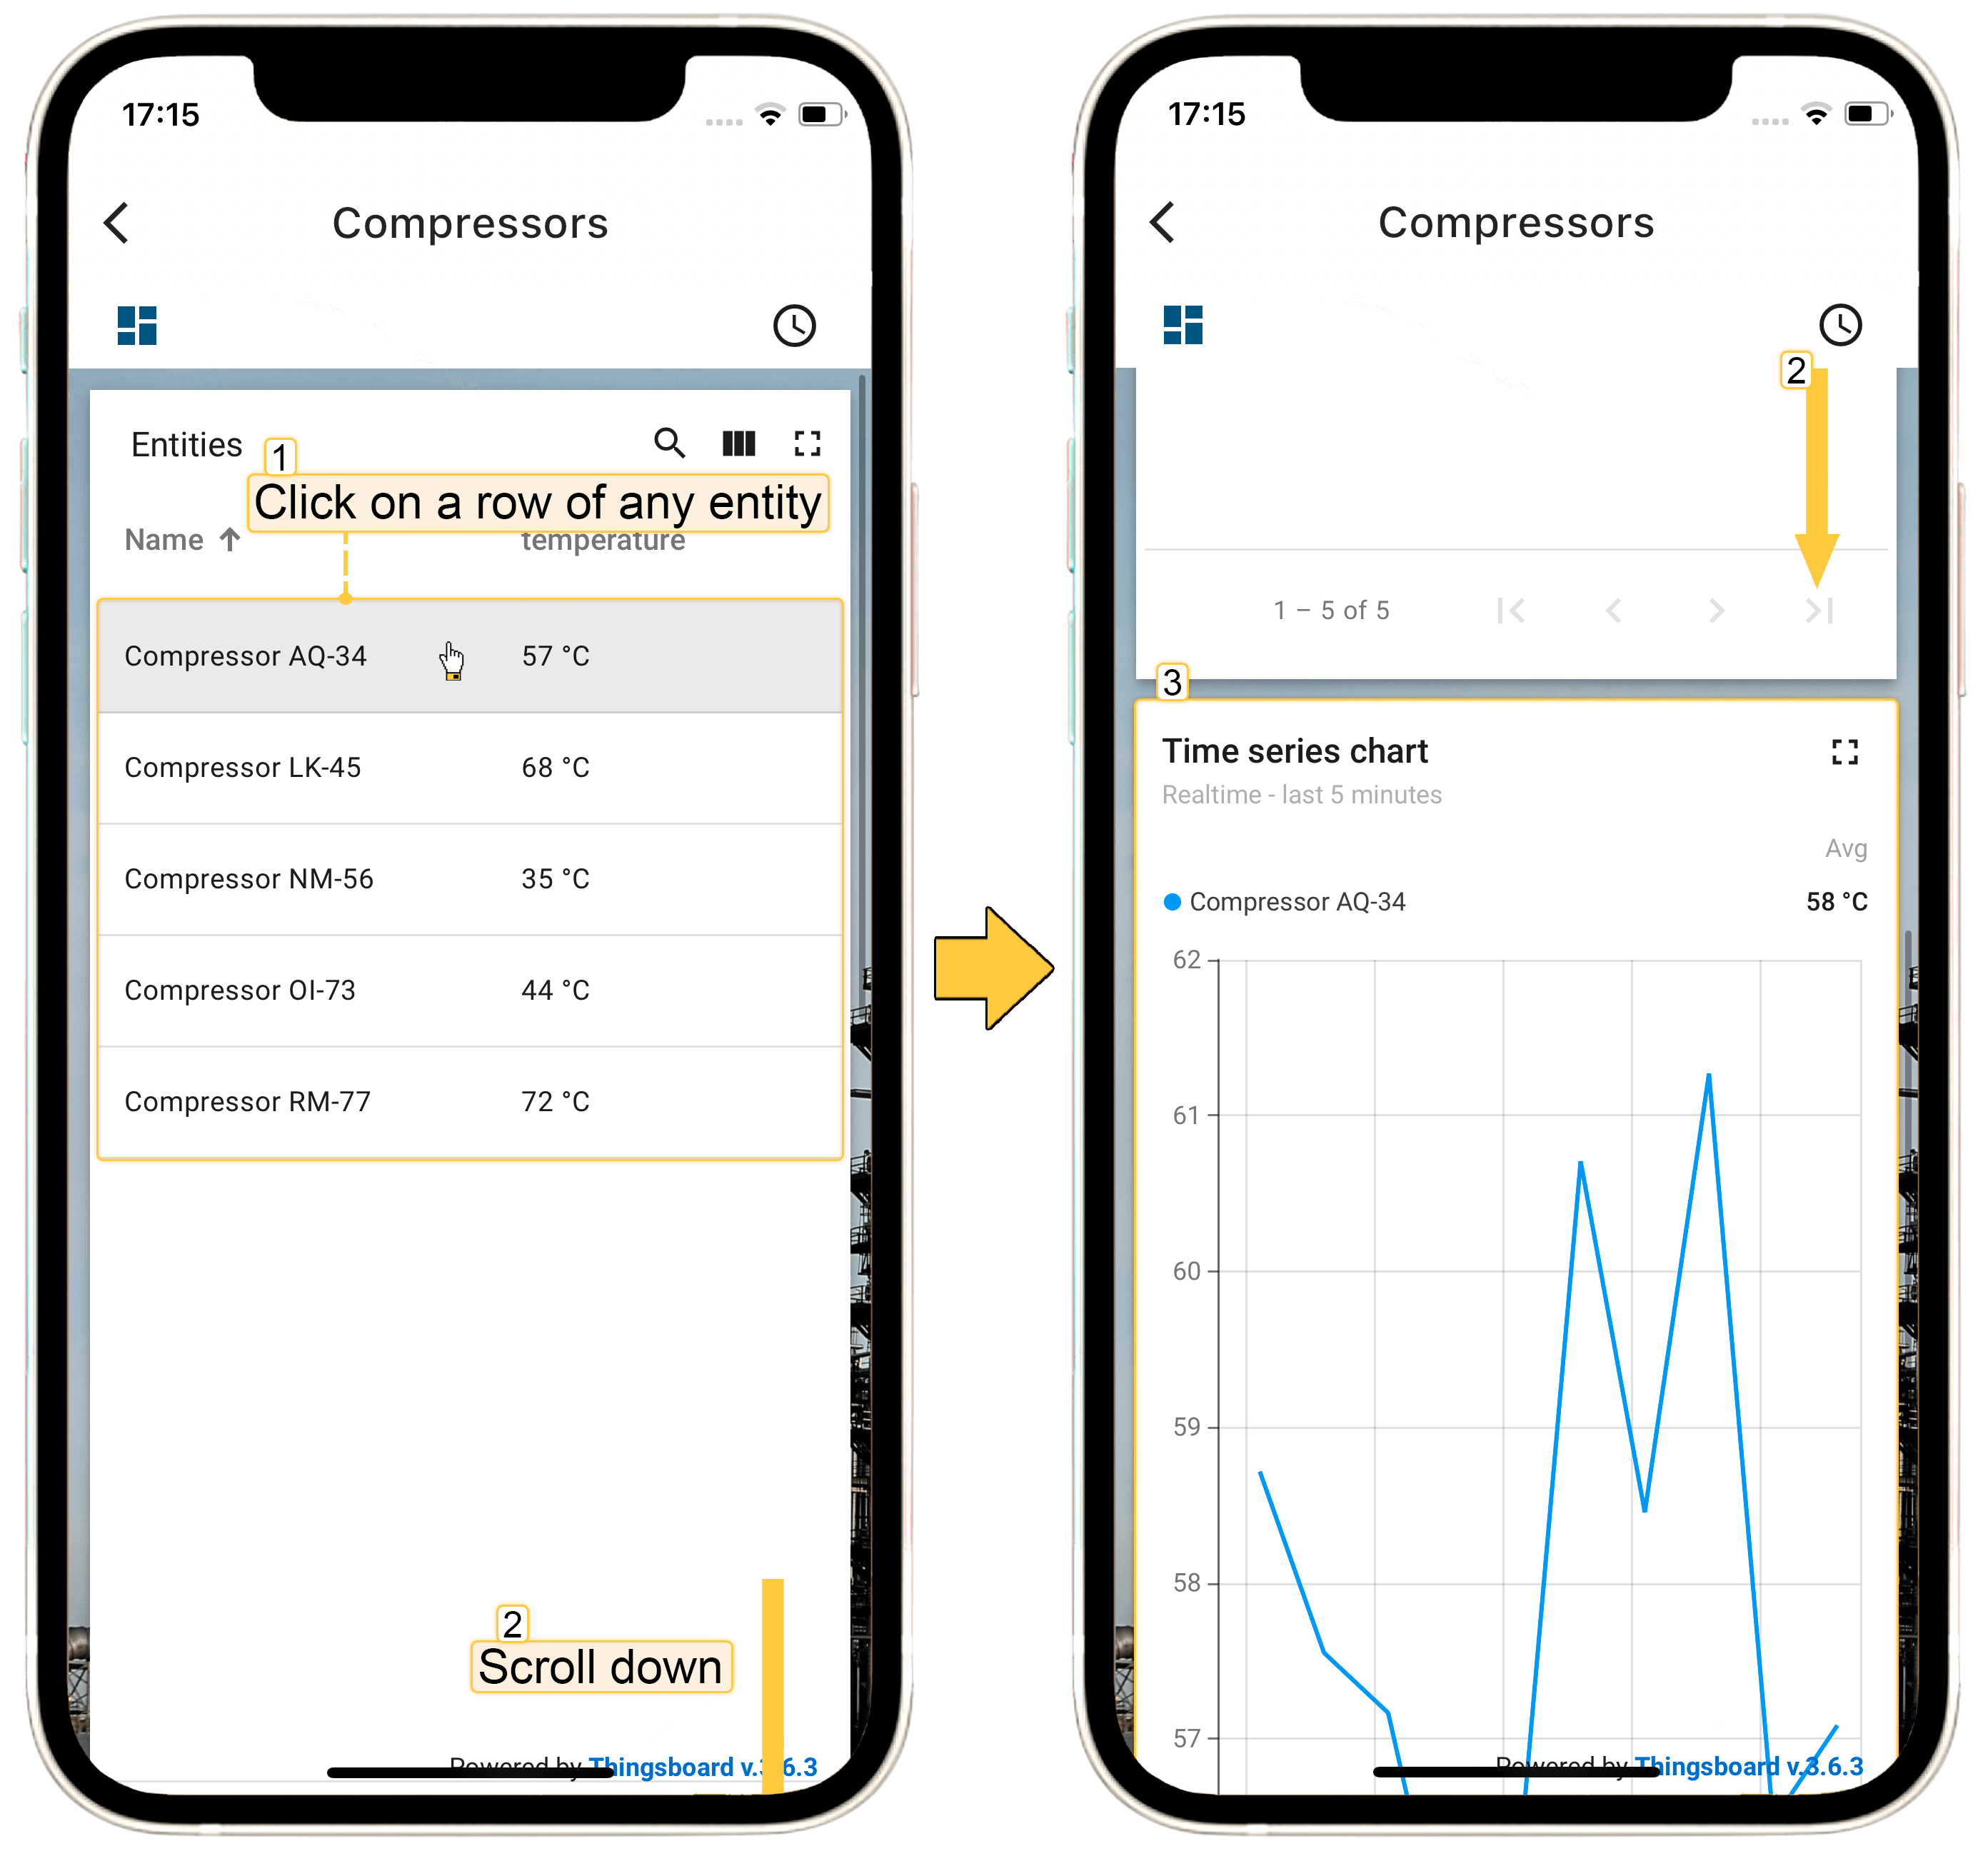 17:15
Compressors
Entities
1
Click on a row of any entity
Name temperature
Compressor AQ-34 57 °C
Compressor LK-45 68 °C
Compressor NM-56 35 °C
Compressor OI-73 44 °C
Compressor RM-77 72 °C
2
Scroll down
Powered by Thingsboard v.3.6.3
17:15
Compressors
2
1 – 5 of 5
3
Time series chart
Realtime - last 5 minutes
Avg
Compressor AQ-34 58 °C
62
61
60
59
58
57
Powered by Thingsboard v.3.6.3